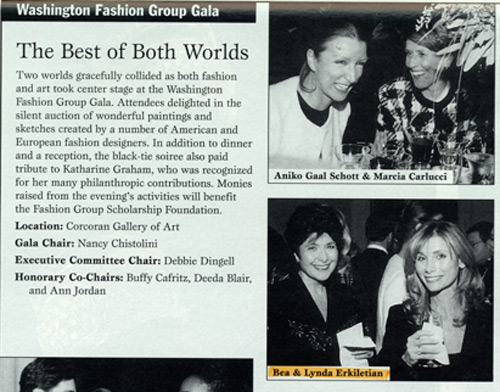 Washington Fashion Group Gala
The Best of Both Worlds
Two worlds gracefully collided as both fashion
and art took center stage at the Washington
Fashion Group Gala. Attendees delighted in the
silent auction of wonderful paintings and
sketches created by a number of American and
European fashion designers. In addition to dinner
and a reception, the black-tie soiree also paid
tribute to Katharine Graham, who was recognized
for her many philanthropic contributions. Monies
raised from the evening's activities will benefit
the Fashion Group Scholarship Foundation.
Location: Corcoran Gallery of Art
Gala Chair: Nancy Chistolini
Executive Committee Chair: Debbie Dingell
Honorary Co-Chairs: Buffy Cafritz, Deeda Blair,
and Ann Jordan
Aniko Gaal Schott & Marcia Carlucci
Bea & Lynda Erkiletian